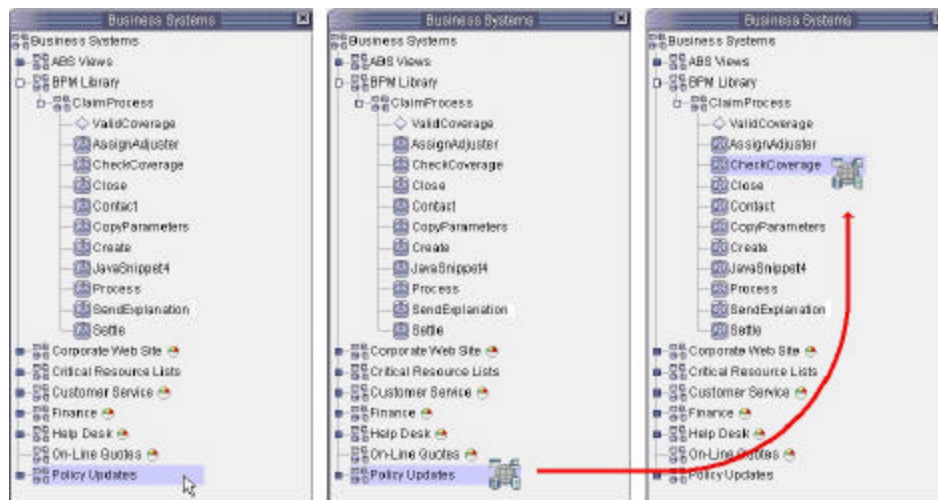 Business Systems
Business Systems
ABS Views
BPM Library
ClaimProcess
ValidCoverage
AssignAdjuster
CheckCoverage
Close
Contact
CopyParameters
Create
JavaSnippet4
Process
SendExplanation
Settle
Corporate Web Site
Critical Resource Lists
Customer Service
Finance
Help Desk
On-Line Quotes
Policy Updates
Business Systems
Business Systems
ABS Views
BPM Library
ClaimProcess
ValidCoverage
AssignAdjuster
CheckCoverage
Close
Contact
CopyParameters
Create
JavaSnippet4
Process
SendExplanation
Settle
Corporate Web Site
Critical Resource Lists
Customer Service
Finance
Help Desk
On-Line Quotes
Policy Updates
Business Systems
Business Systems
ABS Views
BPM Library
ClaimProcess
ValidCoverage
AssignAdjuster
CheckCoverage
Close
Contact
CopyParameters
Create
JavaSnippet4
Process
SendExplanation
Settle
Corporate Web Site
Critical Resource Lists
Customer Service
Finance
Help Desk
On-Line Quotes
Policy Updates